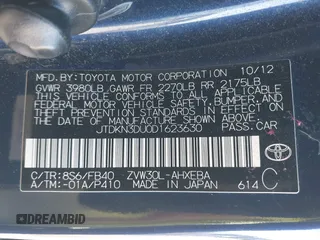 MFD. BY: TOYOTA MOTOR CORPORATION 10/12
GVWR 3980LB GAWR FR 2270LB RR 2175LB
THIS VEHICLE CONFORMS TO ALL APPLICABLE
FEDERAL MOTOR VEHICLE SAFETY, BUMPER, AND
THEFT PREVENTION STANDARDS IN EFFECT ON
THE DATE OF MANUFACTURE SHOWN ABOVE.
JTDKN3DU0D1623630 PASS. CAR
C/TR: 8S6/FB40 ZVW30L-AHXEBA
A/TM: -01A/P410 MADE IN JAPAN 614 C
DREAMBID